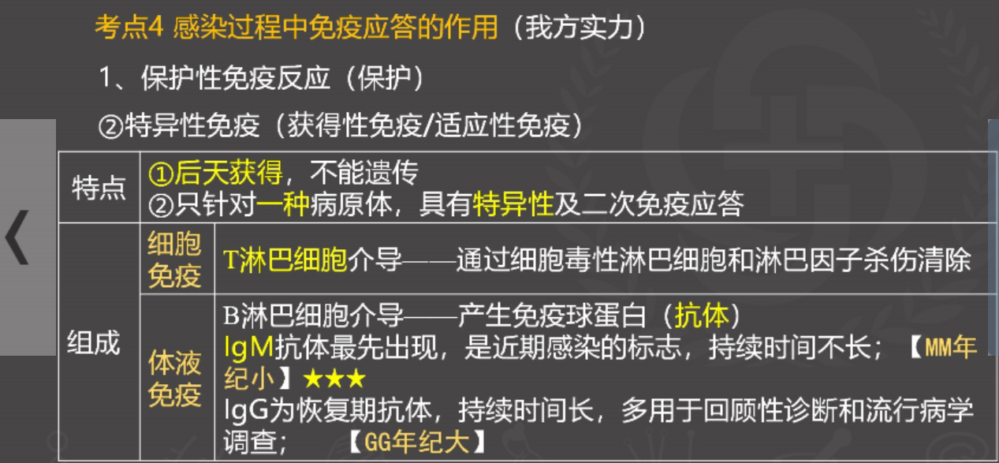 考点4 感染过程中免疫应答的作用（我方实力）
1、保护性免疫反应（保护）
②特异性免疫（获得性免疫/适应性免疫）
特点
①后天获得，不能遗传
②只针对一种病原体，具有特异性及二次免疫应答
组成
细胞
免疫
T淋巴细胞介导——通过细胞毒性淋巴细胞和淋巴因子杀伤清除
体液
免疫
B淋巴细胞介导——产生免疫球蛋白（抗体）
IgM抗体最先出现，是近期感染的标志，持续时间不长；【MM年
纪小】★★★
IgG为恢复期抗体，持续时间长，多用于回顾性诊断和流行病学
调查； 【GG年纪大】